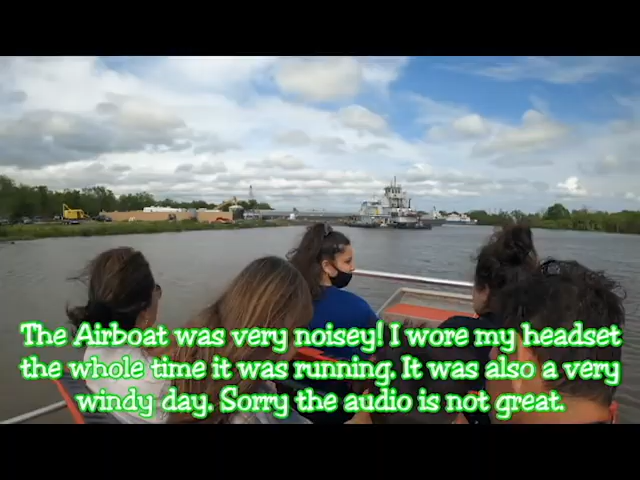 The Airboat was very noisey! I wore my headset
the whole time it was running. It was also a very
windy day. Sorry the audio is not great.